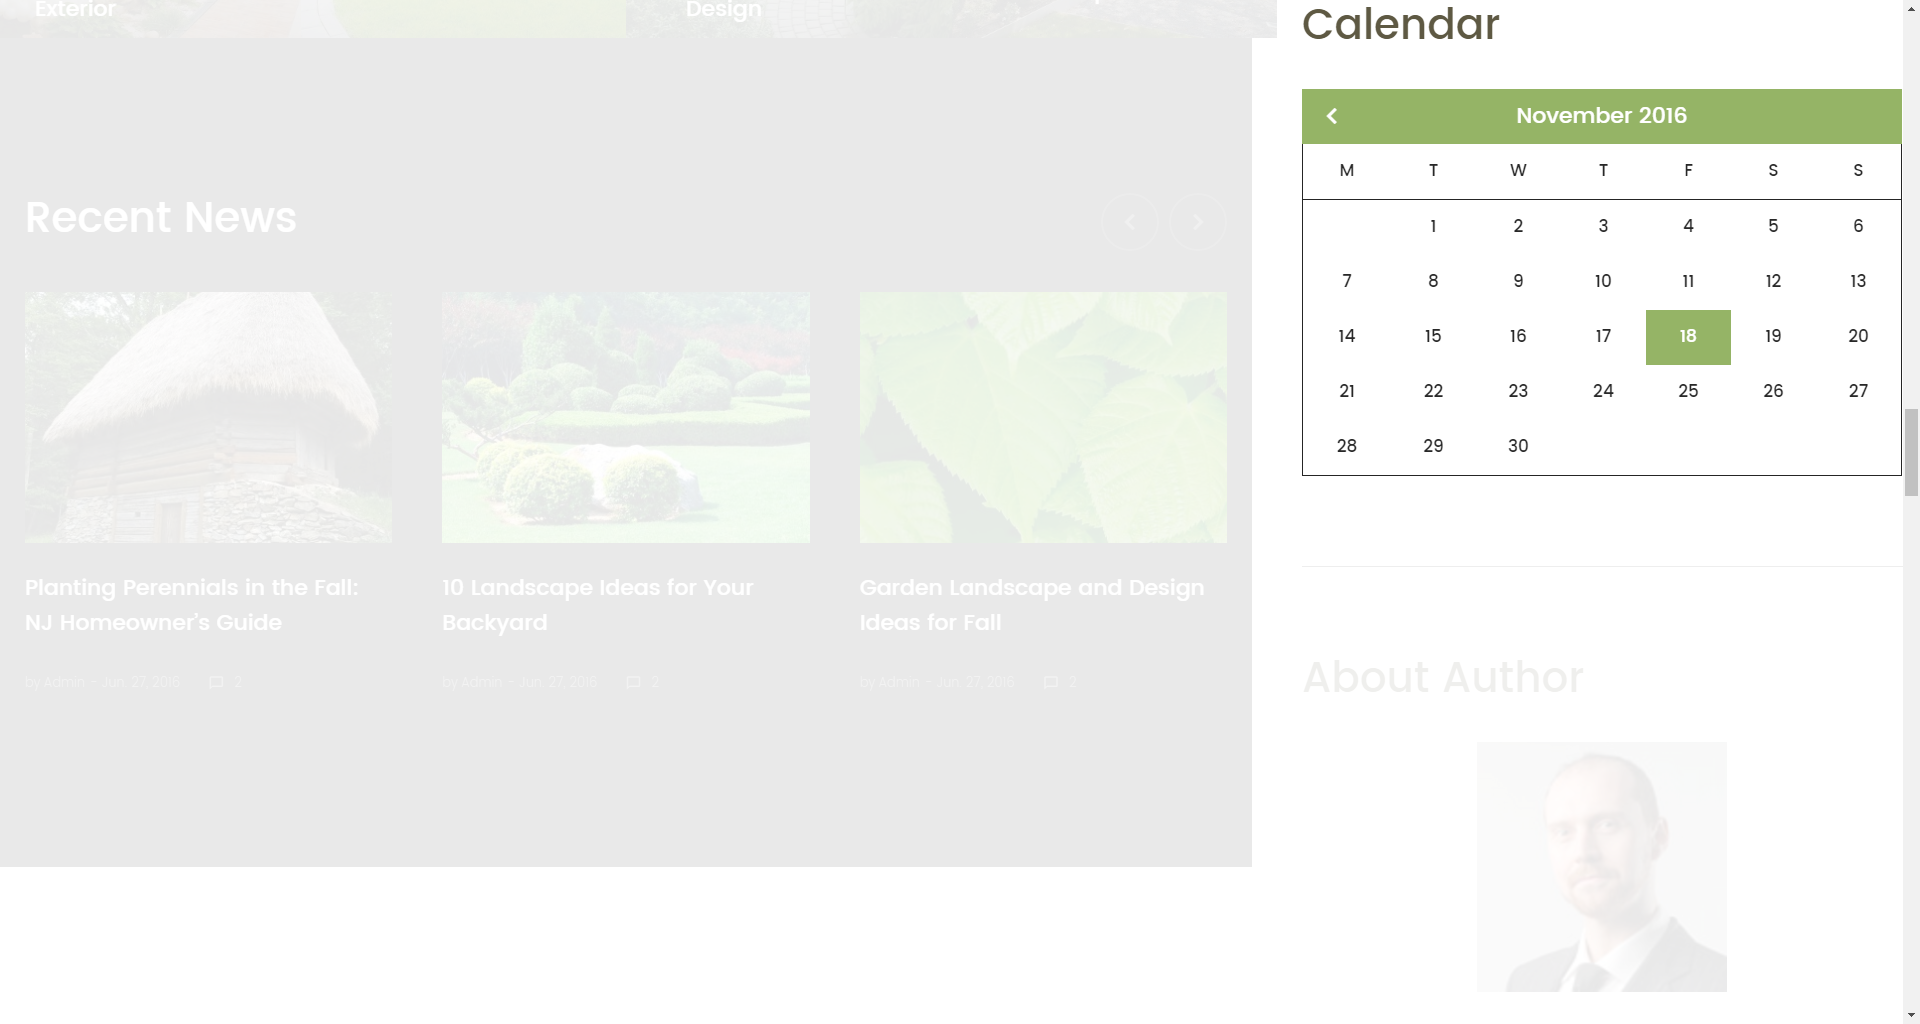 Exterior
Design
Recent News
Planting Perennials in the Fall:
NJ Homeowner's Guide
by Admin - Jun. 27, 2016 2
10 Landscape Ideas for Your
Backyard
by Admin - Jun. 27, 2016 2
Garden Landscape and Design
Ideas for Fall
by Admin - Jun. 27, 2016 2
Calendar
November 2016
M T W T F S S
1 2 3 4 5 6
7 8 9 10 11 12 13
14 15 16 17 18 19 20
21 22 23 24 25 26 27
28 29 30
About Author